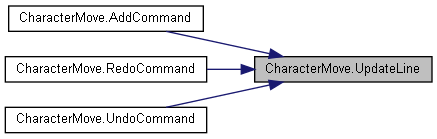 CharacterMove.AddCommand
CharacterMove.RedoCommand
CharacterMove.UpdateLine
CharacterMove.UndoCommand